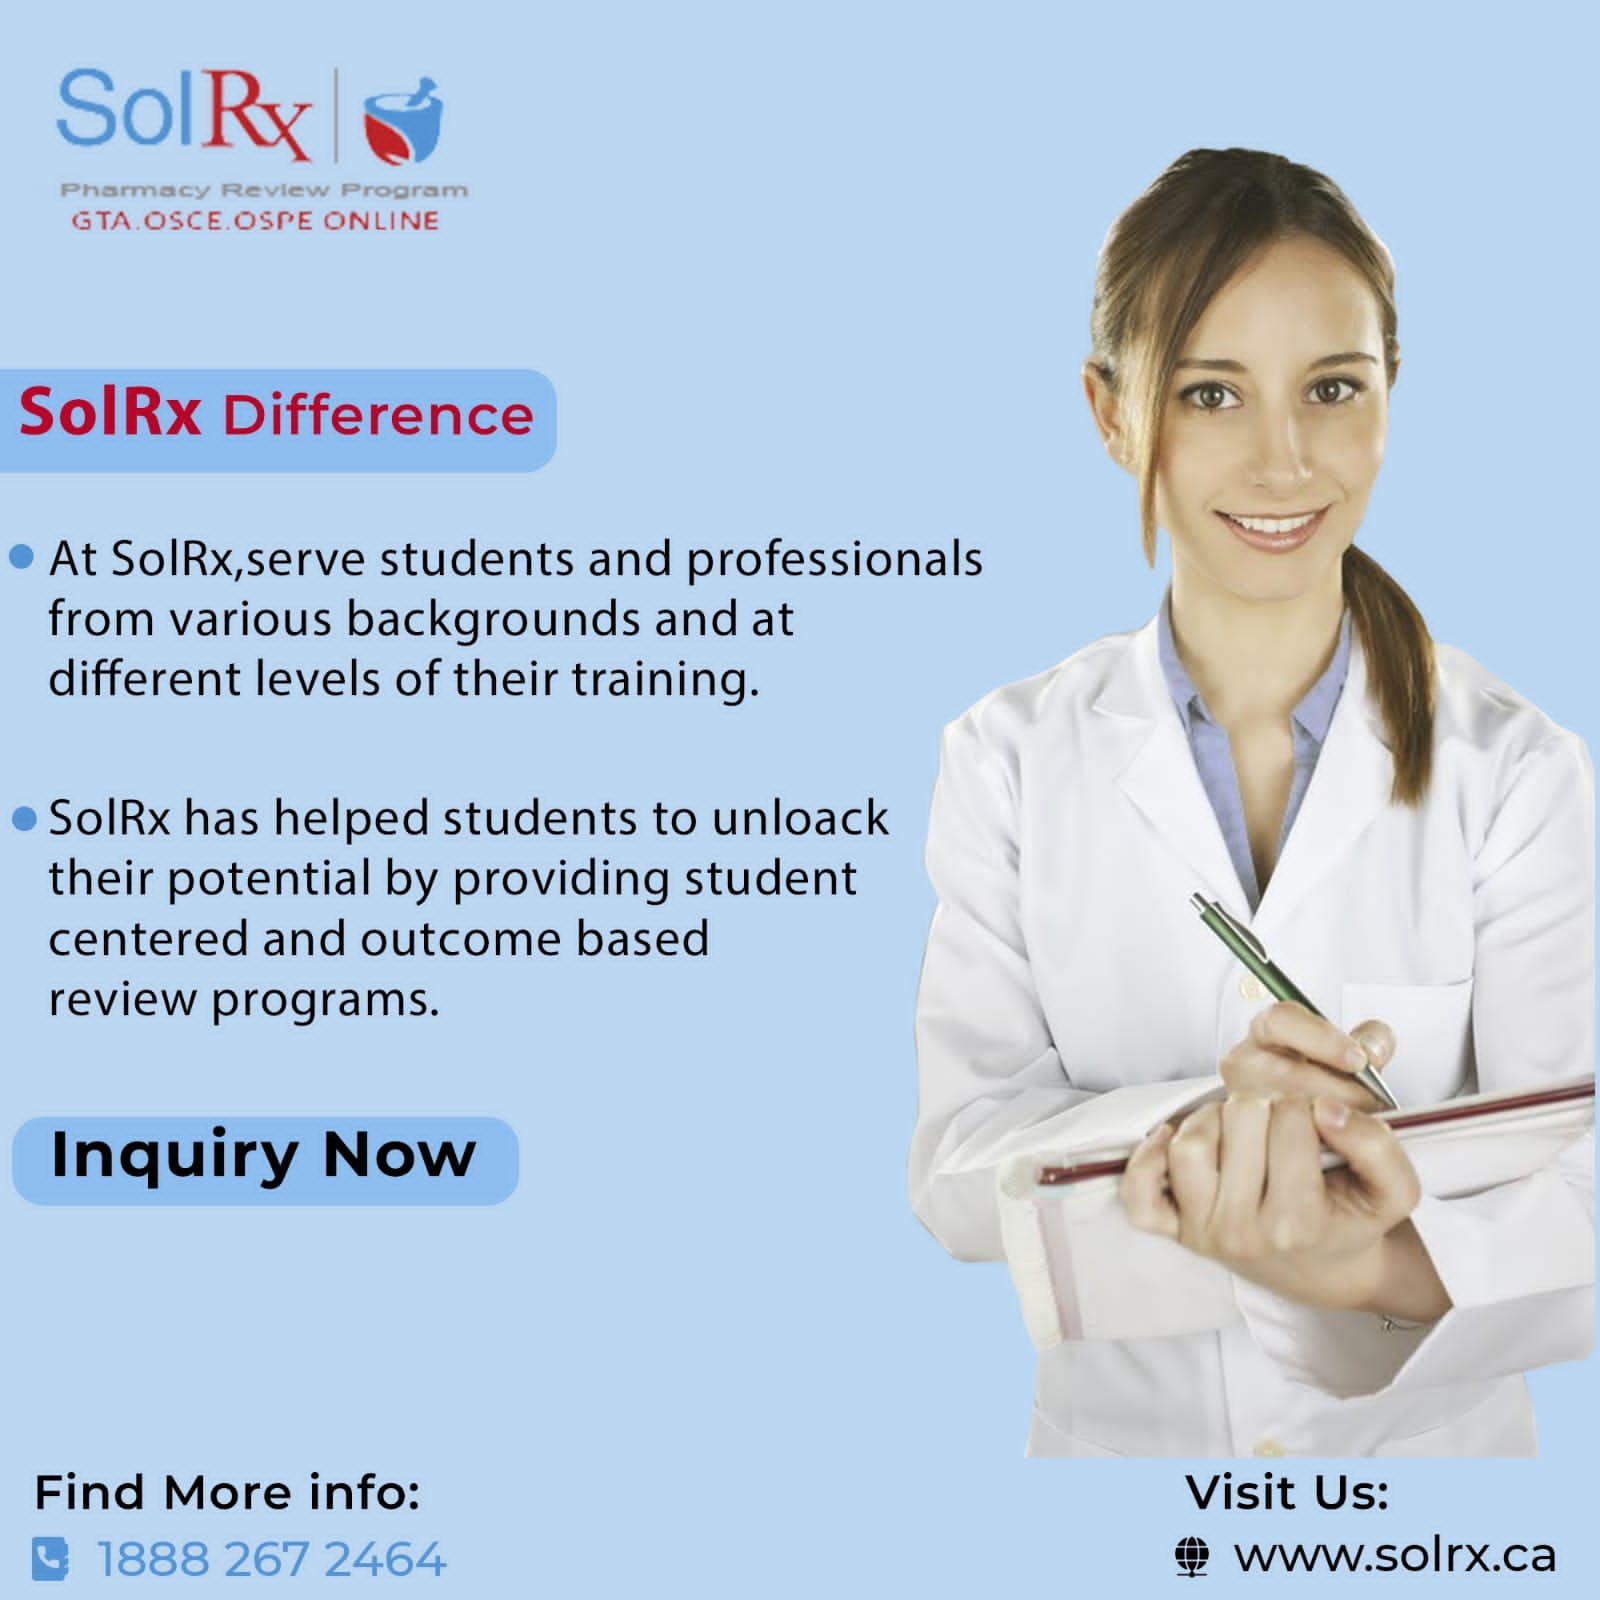 SolRx
Pharmacy Review Program
GTA.OSCE.OSPE ONLINE
SolRx Difference
At SolRx,serve students and professionals
from various backgrounds and at
different levels of their training.
SolRx has helped students to unloack
their potential by providing student
centered and outcome based
review programs.
Inquiry Now
Find More info:
1888 267 2464
Visit Us:
www.solrx.ca